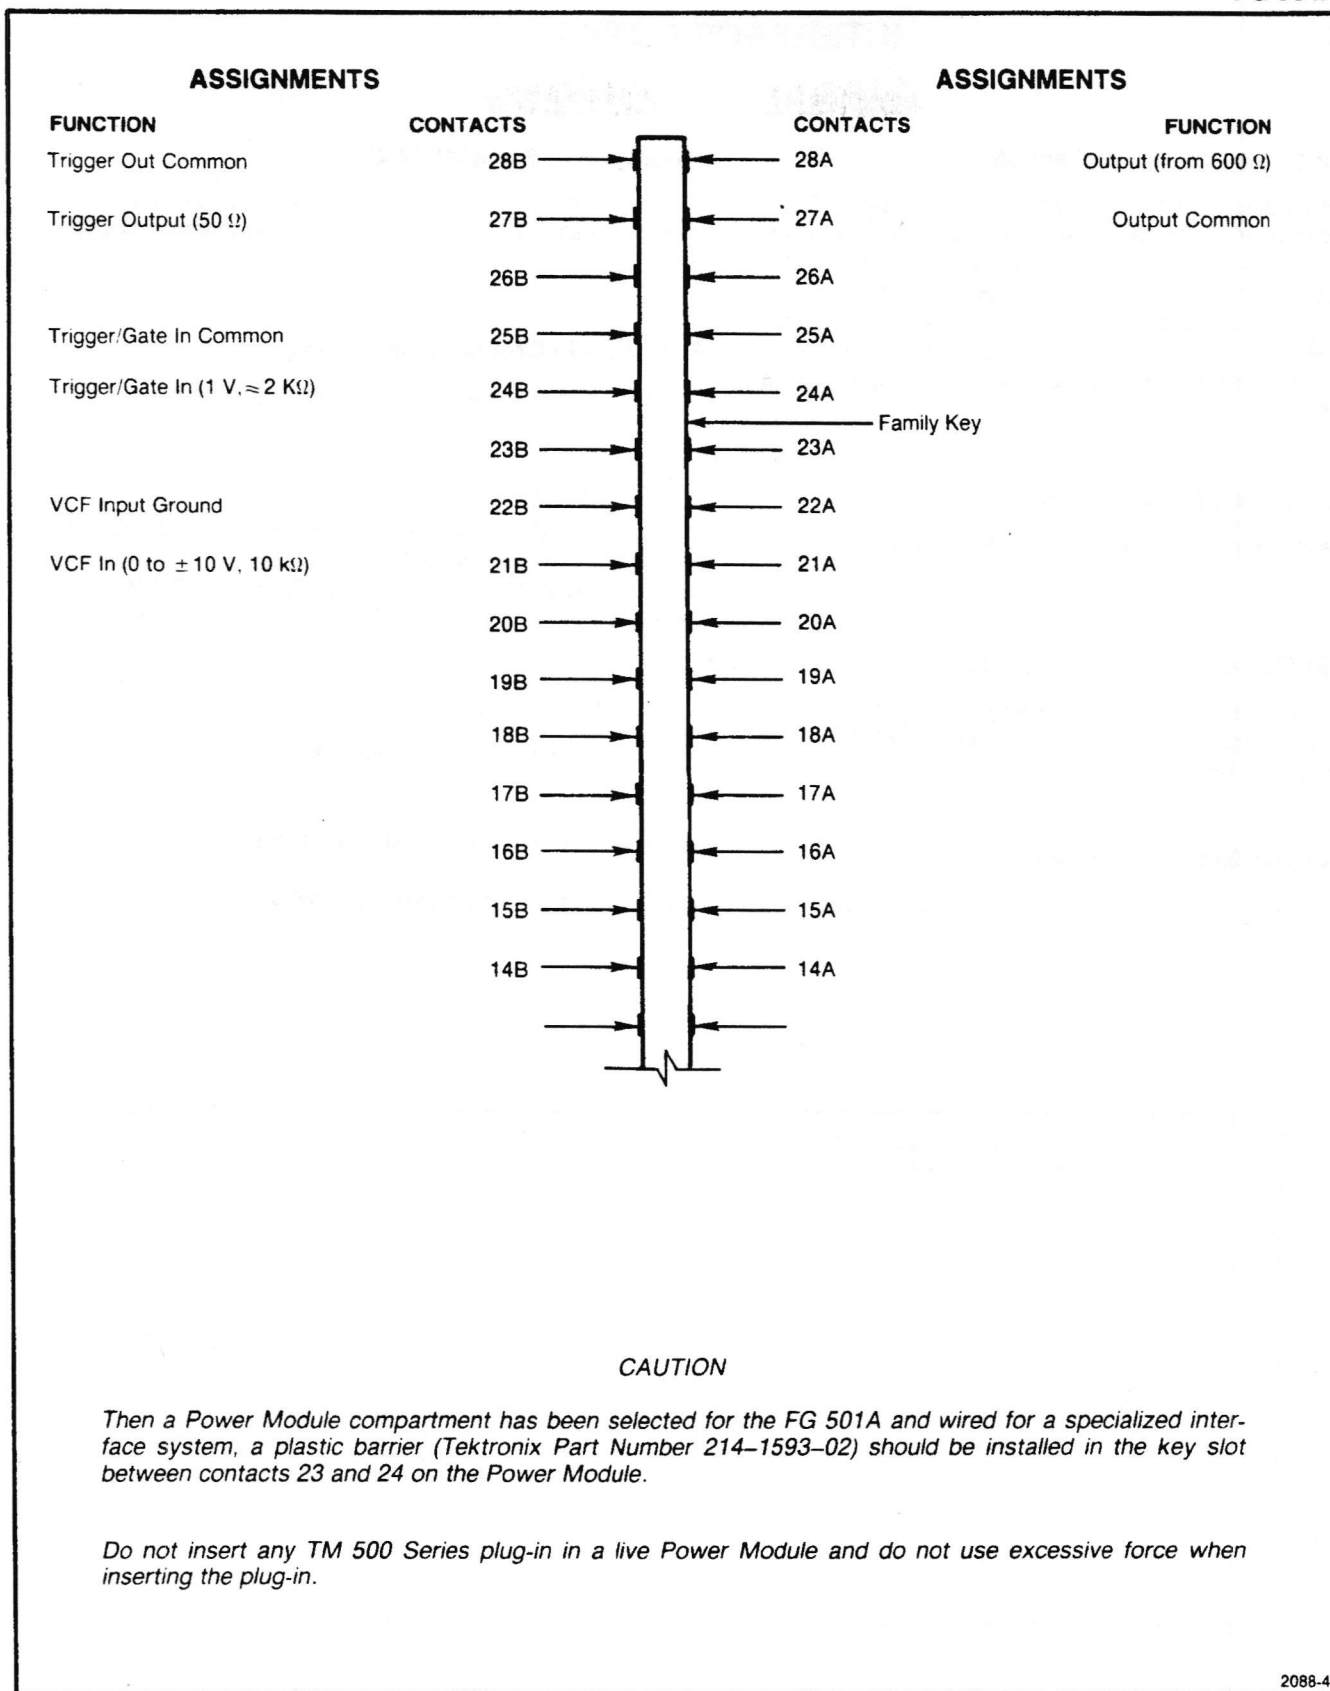 ASSIGNMENTS ASSIGNMENTS
FUNCTION CONTACTS CONTACTS FUNCTION
Trigger Out Common 28B 28A Output (from 600 Ω)
Trigger Output (50 Ω) 27B 27A Output Common
26B 26A
Trigger/Gate In Common 25B 25A
Trigger/Gate In (1 V, ≈ 2 KΩ) 24B 24A
Family Key
23B 23A
VCF Input Ground 22B 22A
VCF In (0 to ± 10 V, 10 kΩ) 21B 21A
20B 20A
19B 19A
18B 18A
17B 17A
16B 16A
15B 15A
14B 14A
CAUTION
Then a Power Module compartment has been selected for the FG 501A and wired for a specialized inter-
face system, a plastic barrier (Tektronix Part Number 214–1593–02) should be installed in the key slot
between contacts 23 and 24 on the Power Module.
Do not insert any TM 500 Series plug-in in a live Power Module and do not use excessive force when
inserting the plug-in.
2088-4